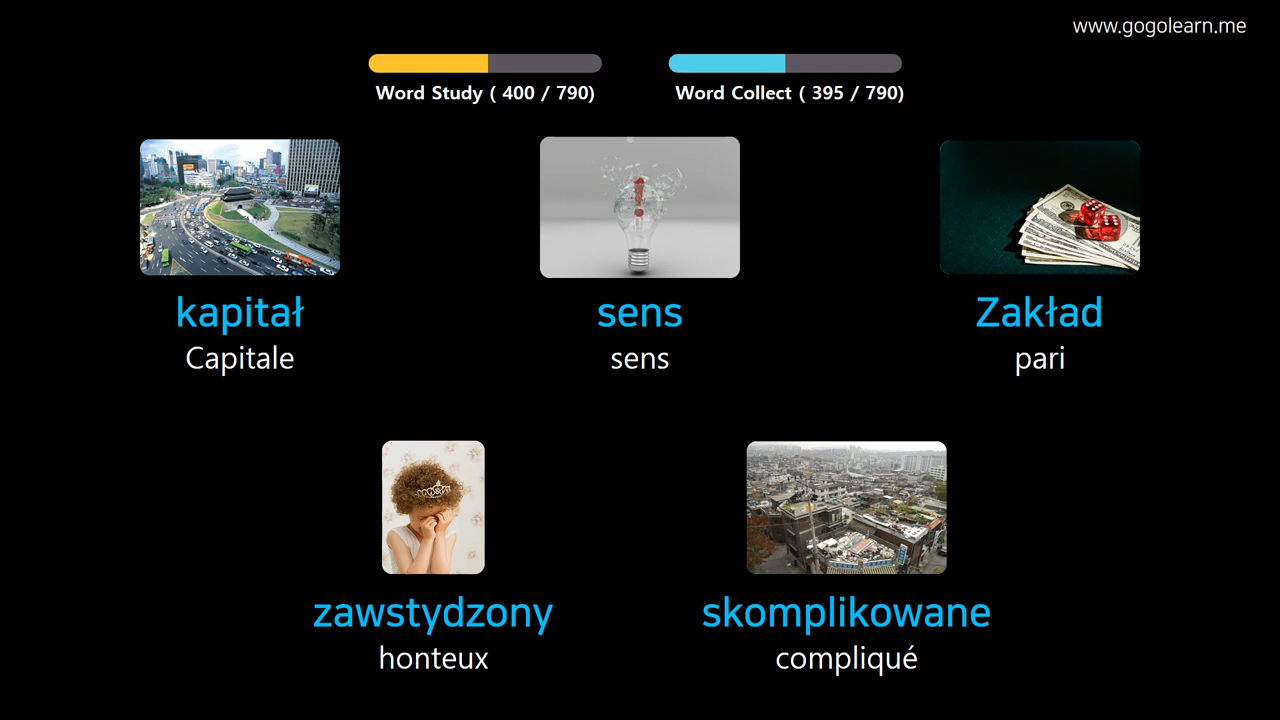 www.gogolearn.me
Word Study ( 400 / 790)
Word Collect ( 395 / 790)
kapitał
Capitale
sens
sens
Zakład
pari
zawstydzony
honteux
skomplikowane
compliqué